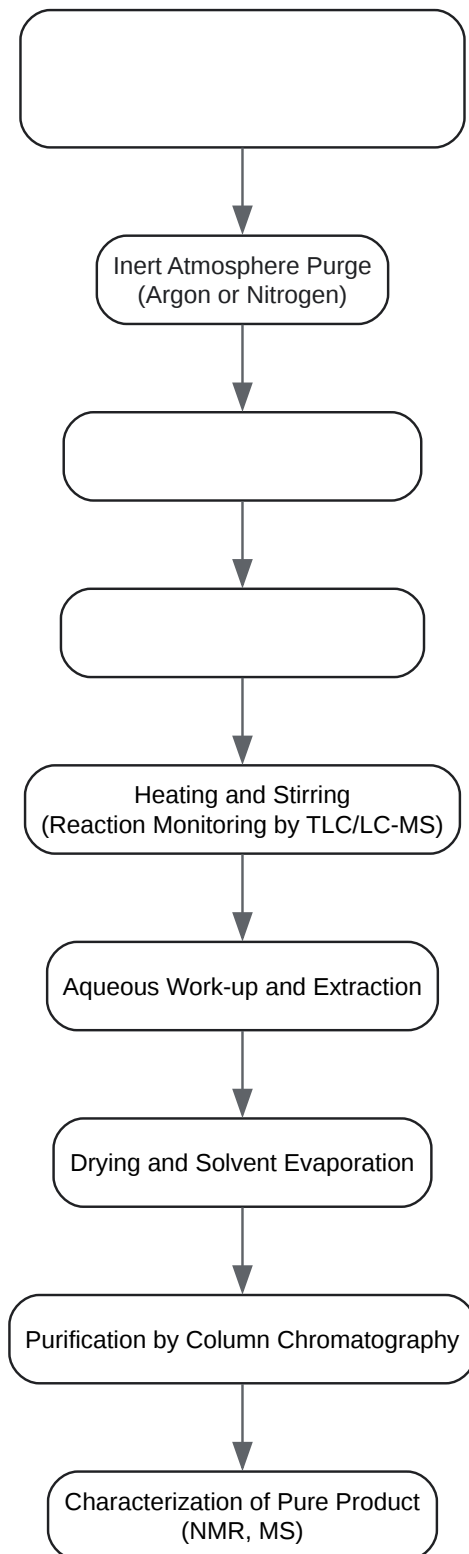 Inert Atmosphere Purge
(Argon or Nitrogen)
Heating and Stirring
(Reaction Monitoring by TLC/LC-MS)
Aqueous Work-up and Extraction
Drying and Solvent Evaporation
Purification by Column Chromatography
Characterization of Pure Product
(NMR, MS)